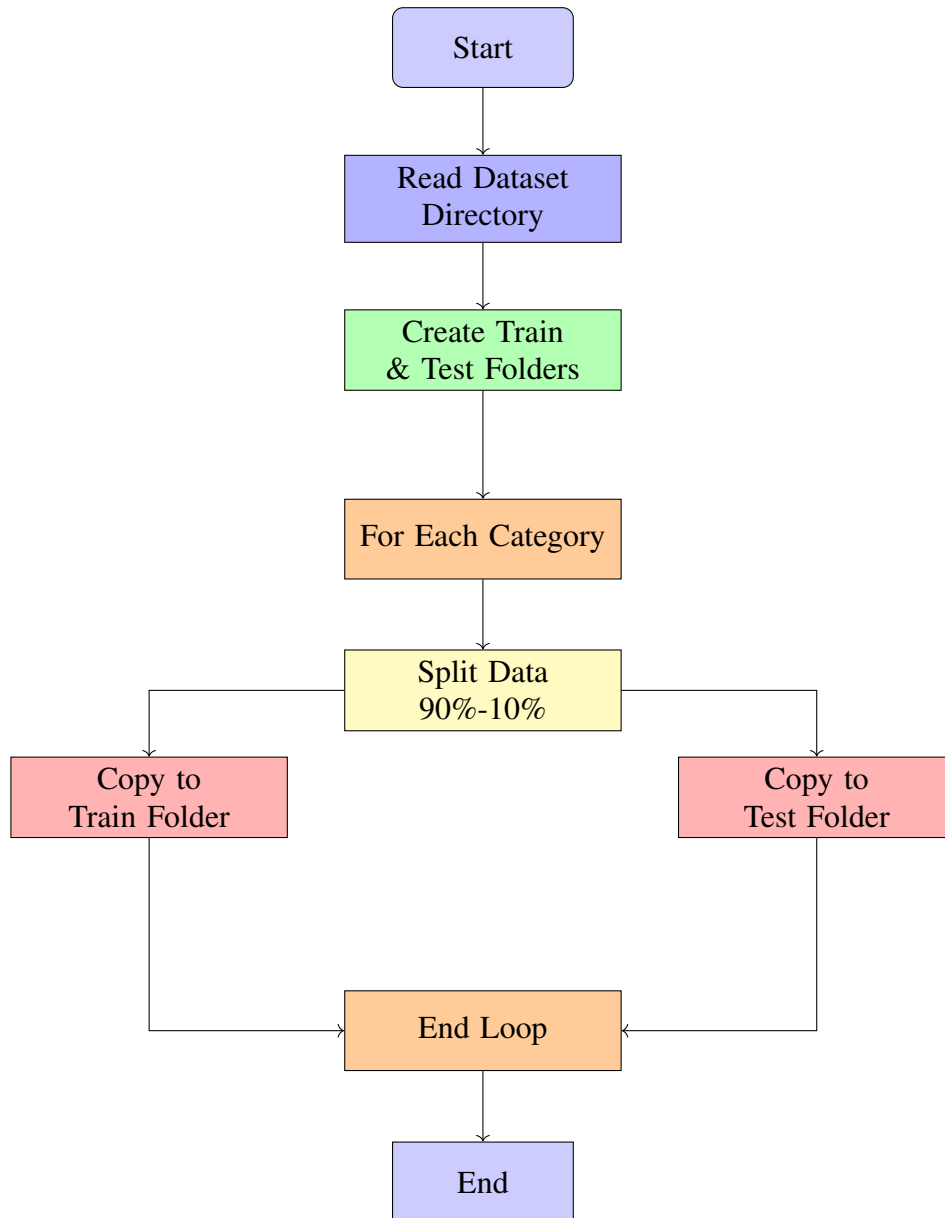 Start
Read Dataset
Directory
Create Train
& Test Folders
For Each Category
Split Data
90%-10%
Copy to
Train Folder
Copy to
Test Folder
End Loop
End